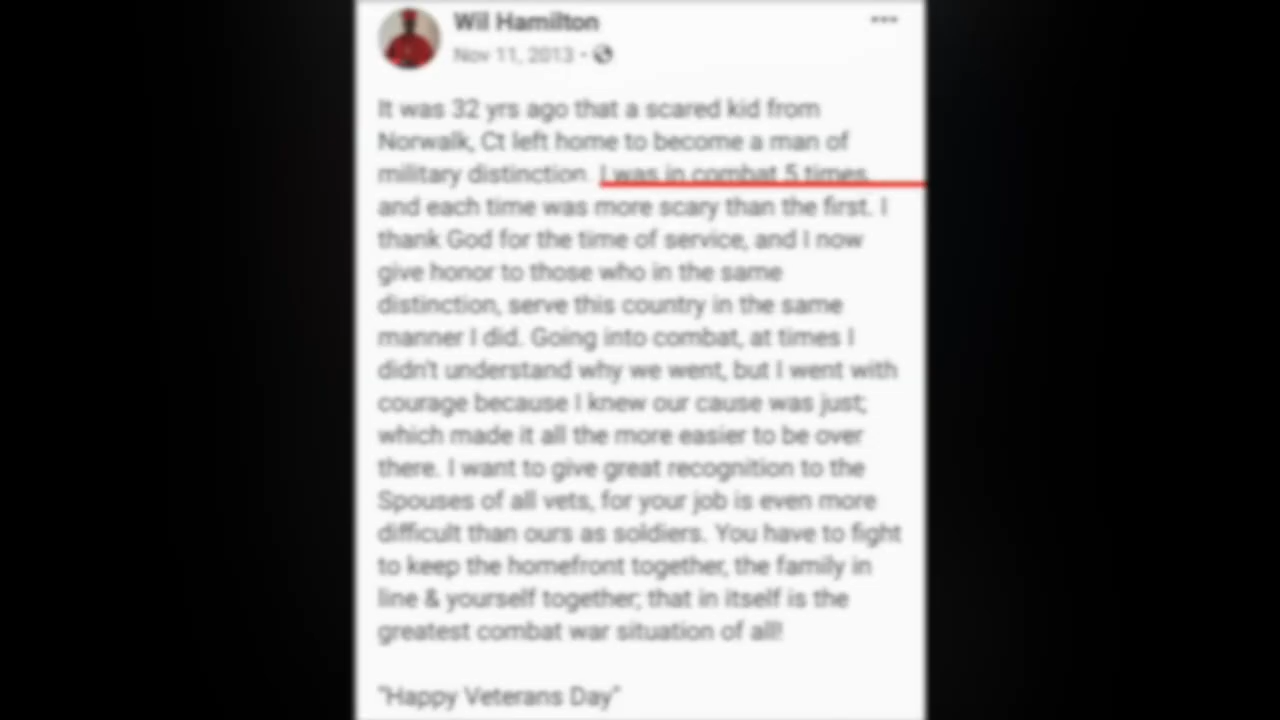 Wil Hamilton
Nov 11, 2013 ·
It was 32 yrs ago that a scared kid from
Norwalk, Ct left home to become a man of
military distinction. I was in combat 5 times,
and each time was more scary than the first. I
thank God for the time of service, and I now
give honor to those who in the same
distinction, serve this country in the same
manner I did. Going into combat, at times I
didn't understand why we went, but I went with
courage because I knew our cause was just;
which made it all the more easier to be over
there. I want to give great recognition to the
Spouses of all vets, for your job is even more
difficult than ours as soldiers. You have to fight
to keep the homefront together, the family in
line & yourself together; that in itself is the
greatest combat war situation of all!
"Happy Veterans Day"